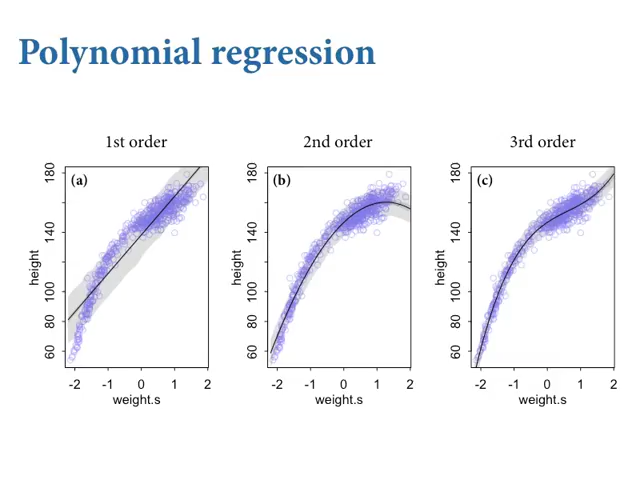 Polynomial regression
1st order
2nd order
3rd order
(a)
(b)
(c)
height
180
140
100
80
60
-2 -1 0 1 2
weight.s
height
180
140
100
80
60
-2 -1 0 1 2
weight.s
height
180
140
100
80
60
-2 -1 0 1 2
weight.s